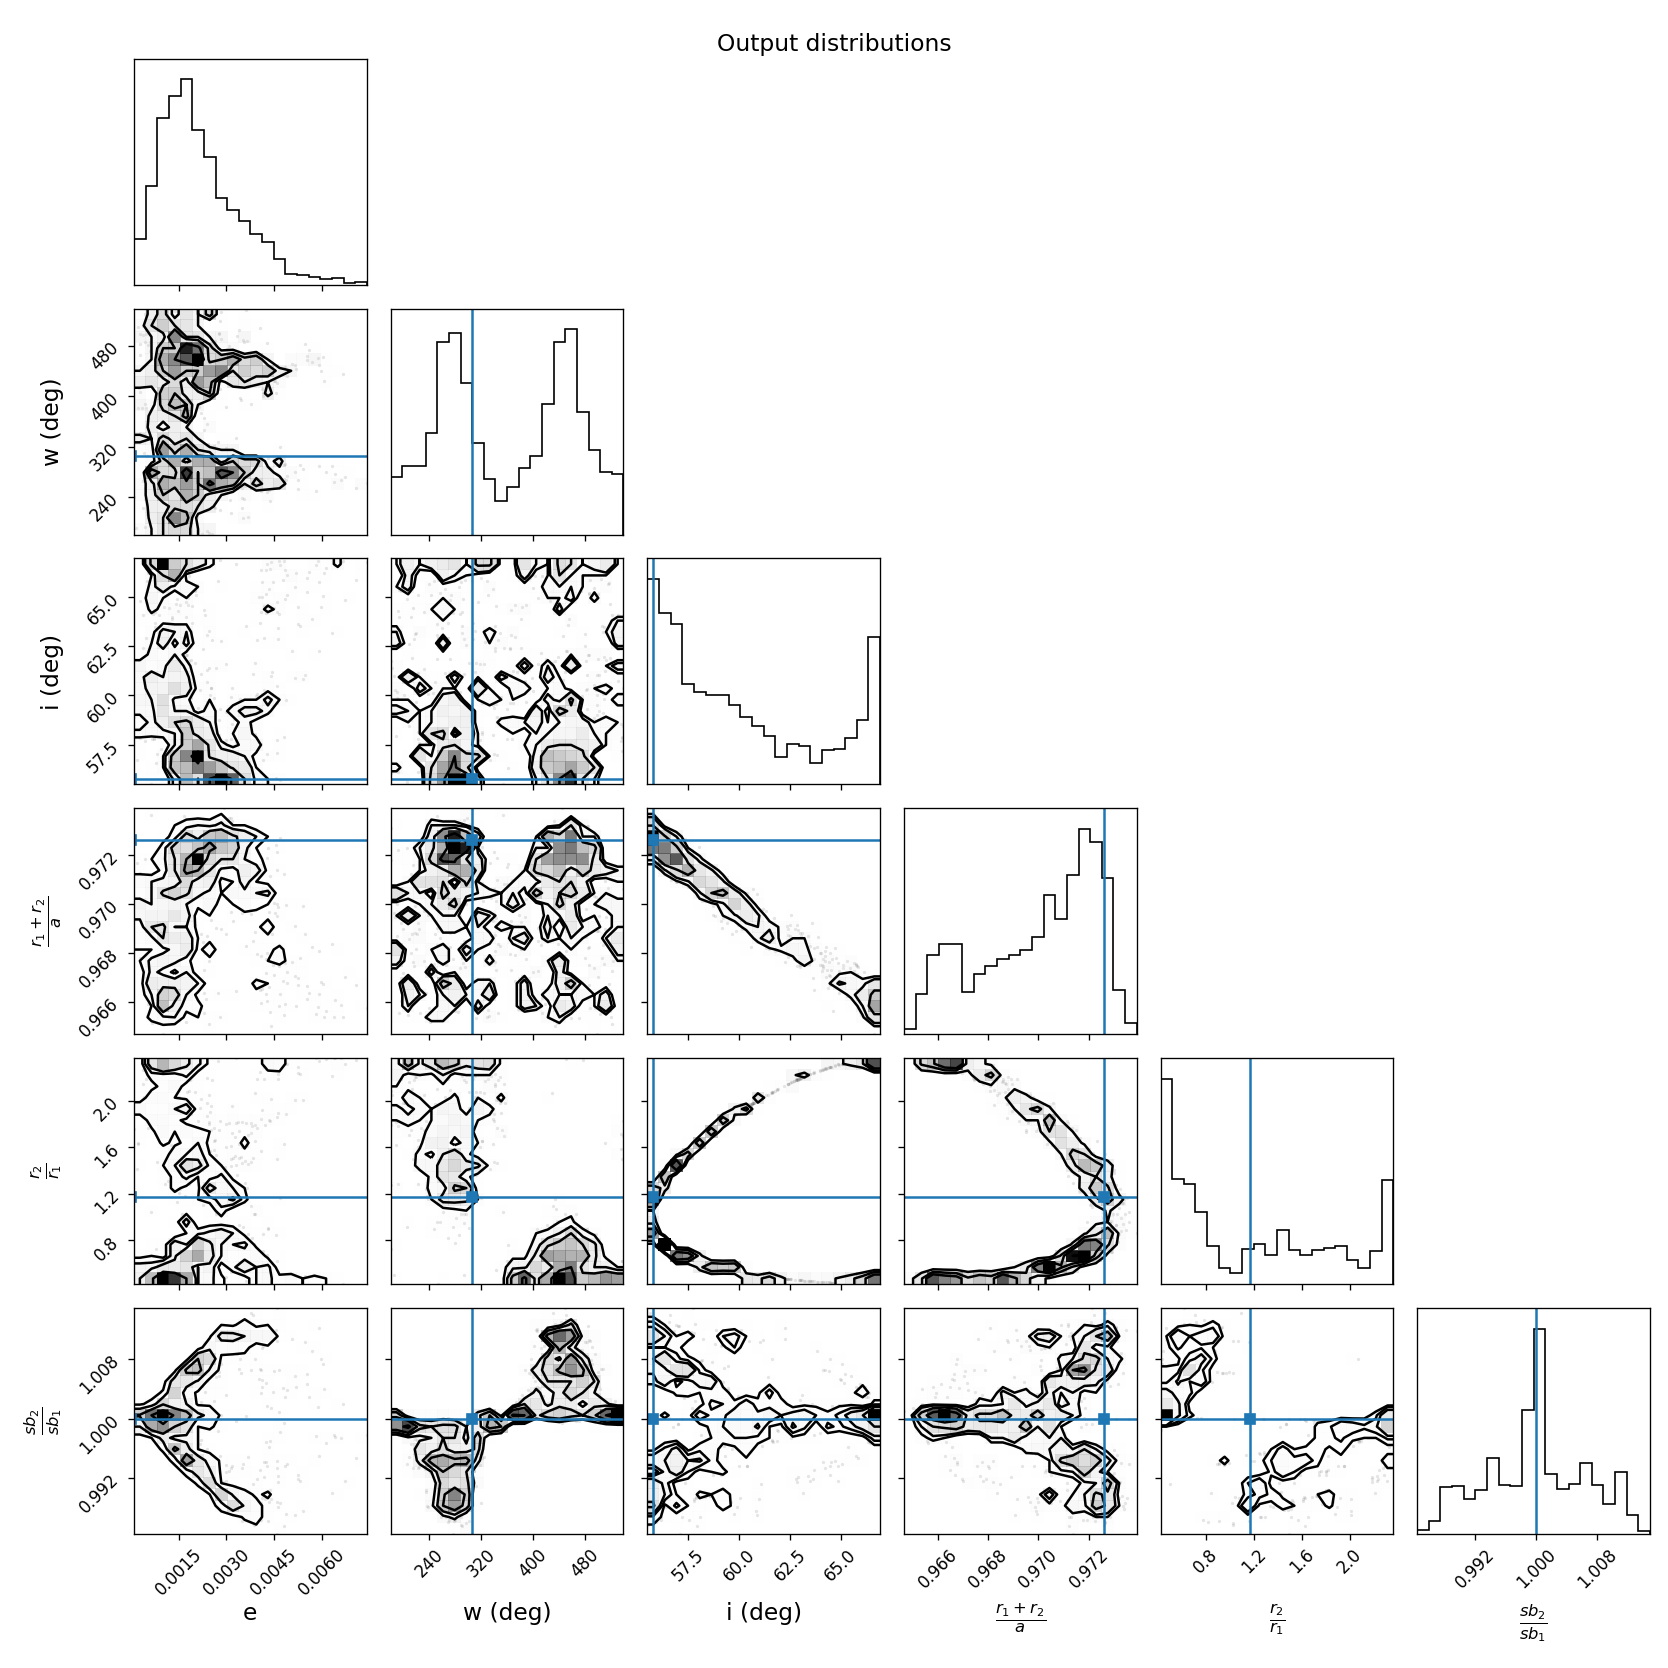 Output distributions
480
400
320
240
w (deg)
65.0
62.5
60.0
57.5
i (deg)
0.972
0.970
0.968
0.966
r₁ + r₂
a
2.0
1.6
1.2
0.8
r₂
r₁
1.008
1.000
0.992
sb₂
sb₁
0.0015 0.0030 0.0045 0.0060
e
240 320 400 480
w (deg)
57.5 60.0 62.5 65.0
i (deg)
0.966 0.968 0.970 0.972
r₁ + r₂
a
0.8 1.2 1.6 2.0
r₂
r₁
0.992 1.000 1.008
sb₂
sb₁